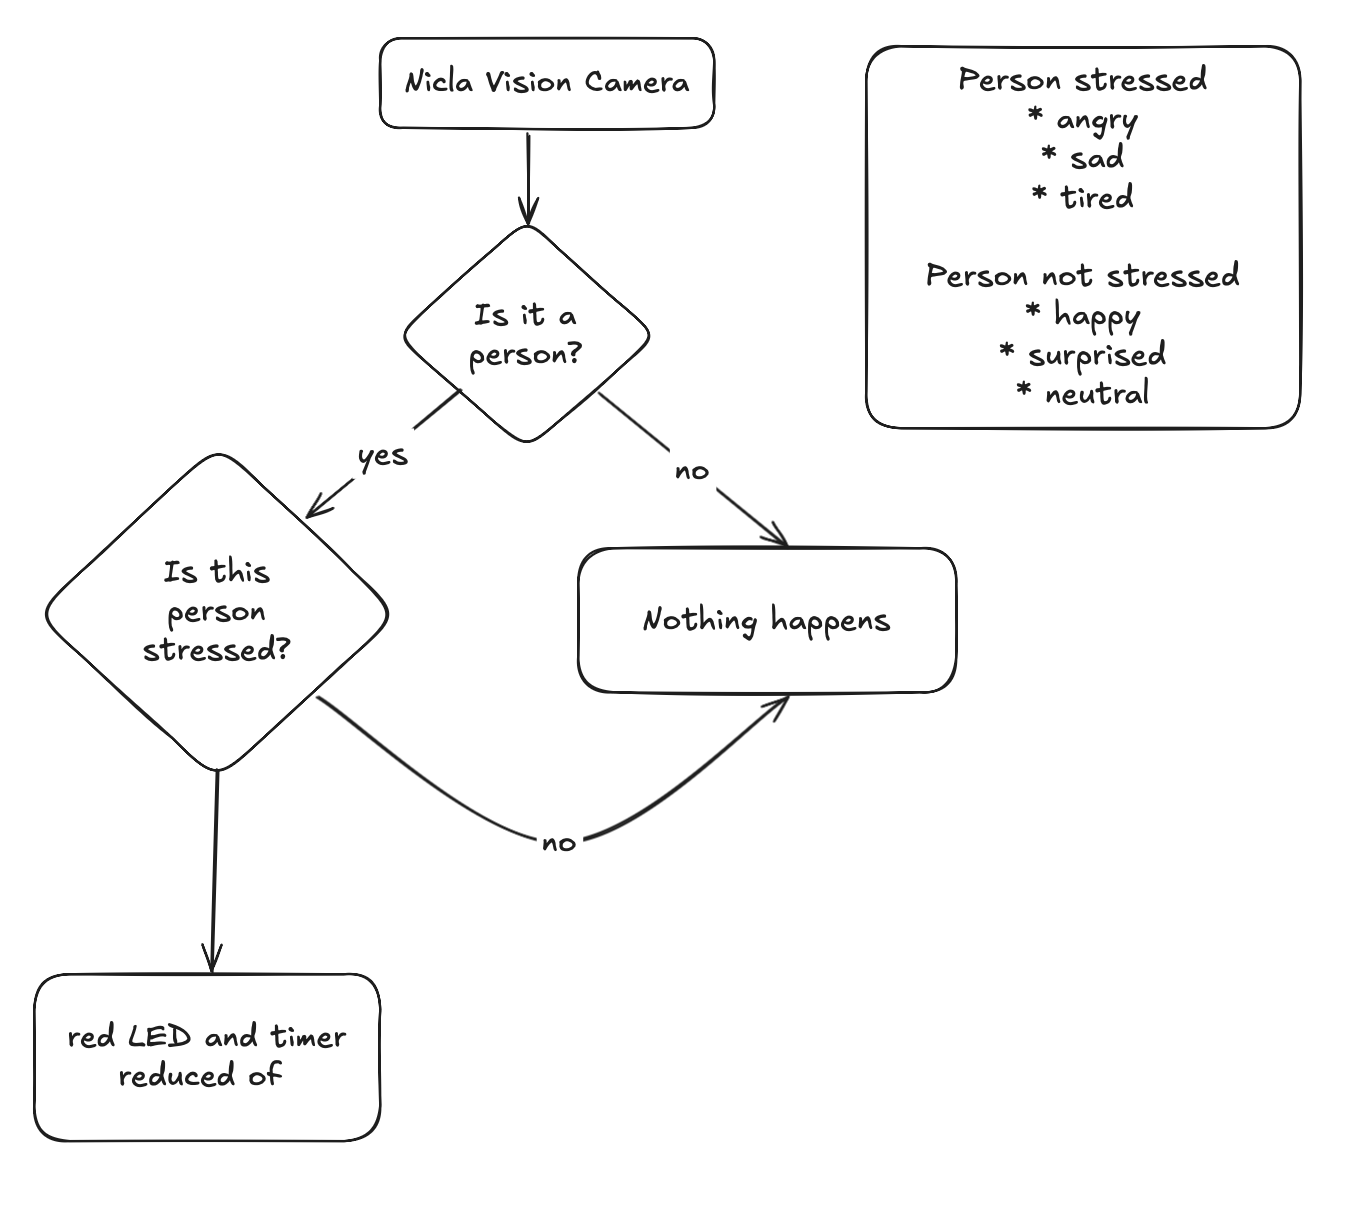 Nicla Vision Camera
Person stressed
* angry
* sad
* tired
Person not stressed
* happy
* surprised
* neutral
Is it a
person?
yes
no
Is this
person
stressed?
Nothing happens
no
red LED and timer
reduced of